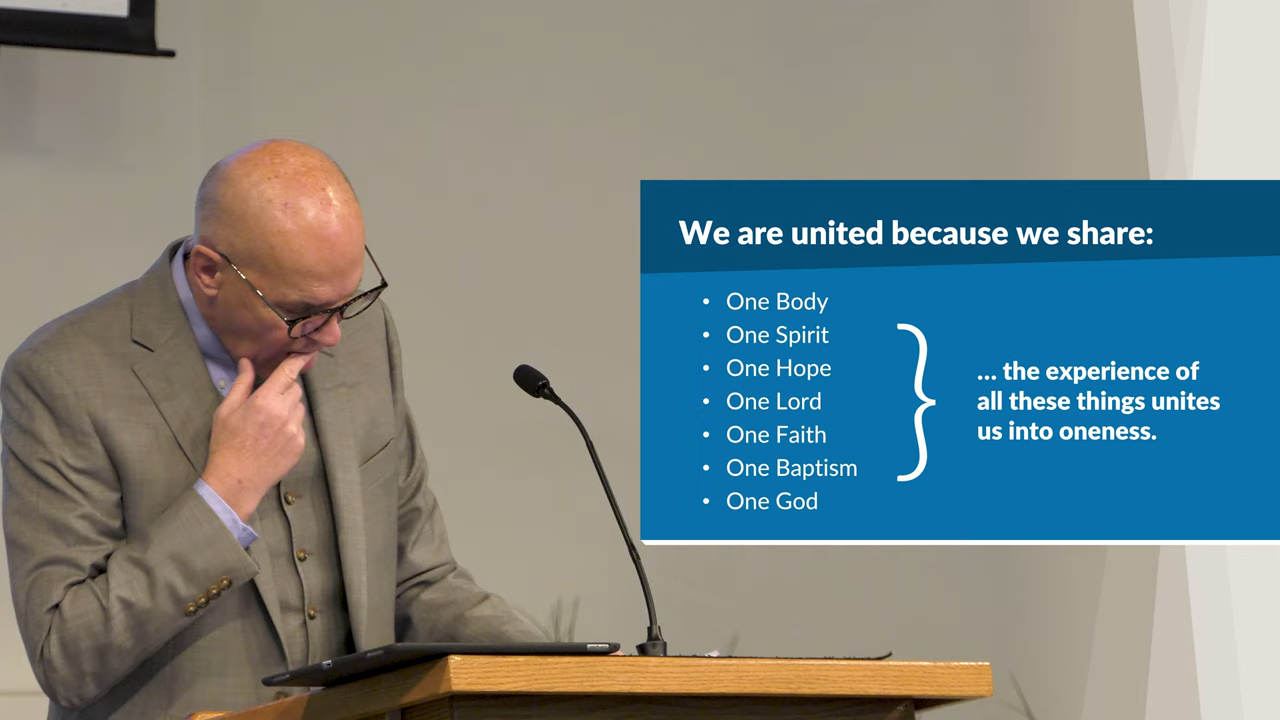 We are united because we share:
• One Body
• One Spirit
• One Hope
• One Lord
• One Faith
• One Baptism
• One God
... the experience of
all these things unites
us into oneness.